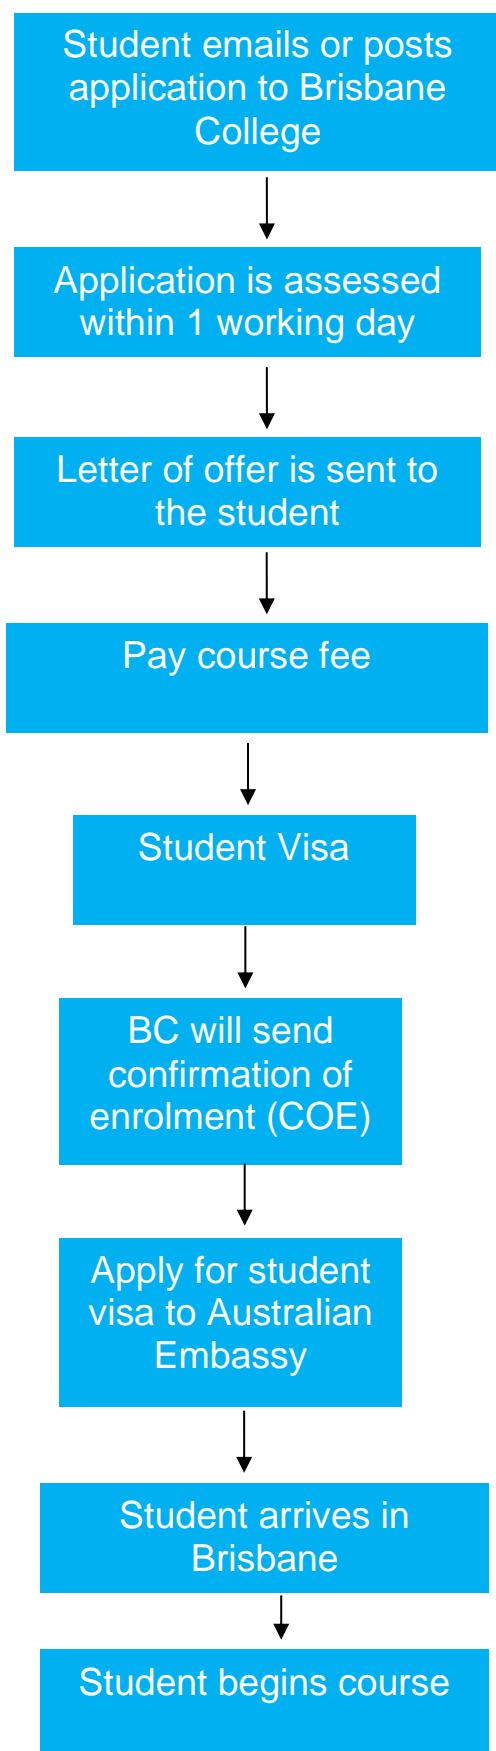 Student emails or posts
application to Brisbane
College
Application is assessed
within 1 working day
Letter of offer is sent to
the student
Pay course fee
Student Visa
BC will send
confirmation of
enrolment (COE)
Apply for student
visa to Australian
Embassy
Student arrives in
Brisbane
Student begins course